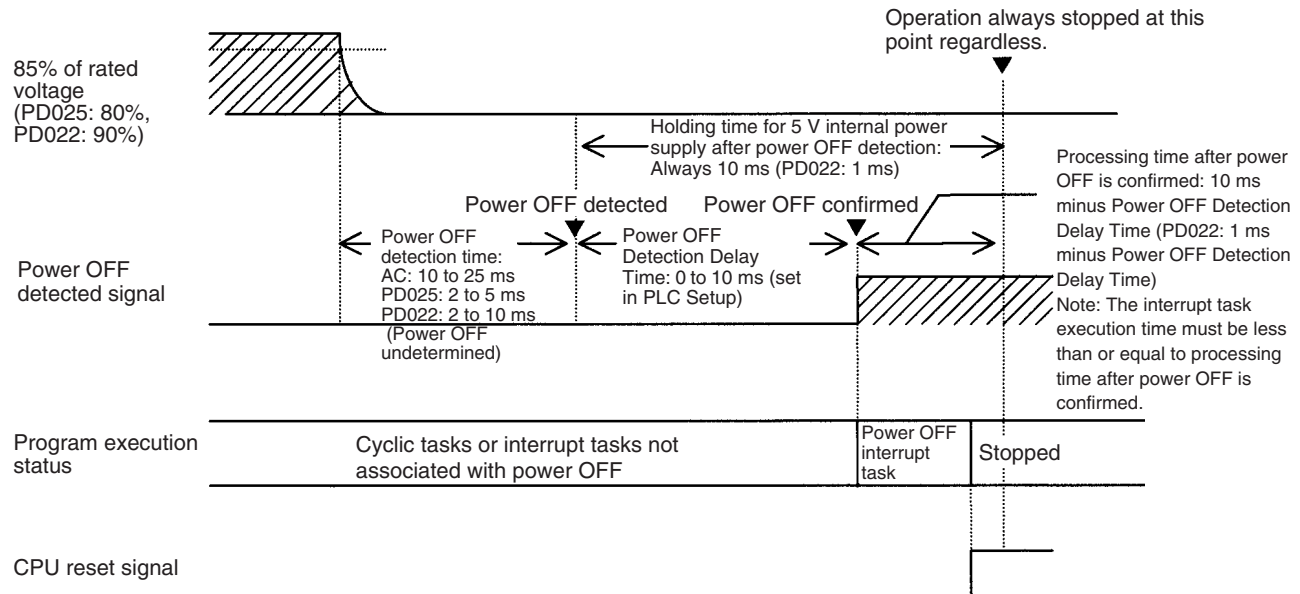 Operation always stopped at this
point regardless.
85% of rated
voltage
(PD025: 80%,
PD022: 90%)
Holding time for 5 V internal power
supply after power OFF detection:
Always 10 ms (PD022: 1 ms)
Processing time after power
OFF is confirmed: 10 ms
minus Power OFF Detection
Delay Time (PD022: 1 ms
minus Power OFF Detection
Delay Time)
Note: The interrupt task
execution time must be less
than or equal to processing
time after power OFF is
confirmed.
Power OFF detected
Power OFF confirmed
Power OFF
detection time:
AC: 10 to 25 ms
PD025: 2 to 5 ms
PD022: 2 to 10 ms
(Power OFF
undetermined)
Power OFF
Detection Delay
Time: 0 to 10 ms (set
in PLC Setup)
Power OFF
detected signal
Program execution
status
Cyclic tasks or interrupt tasks not
associated with power OFF
Power OFF
interrupt
task
Stopped
CPU reset signal